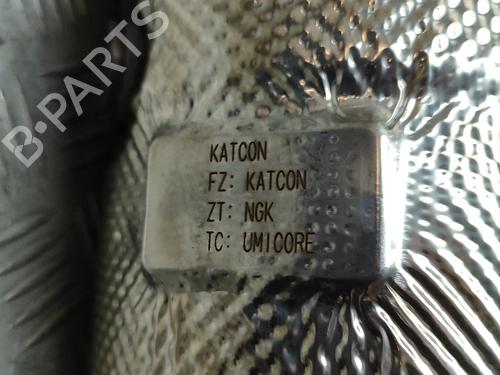 B-PARTS
KATCON
FZ: KATCON
ZT: NGK
TC: UMICORE